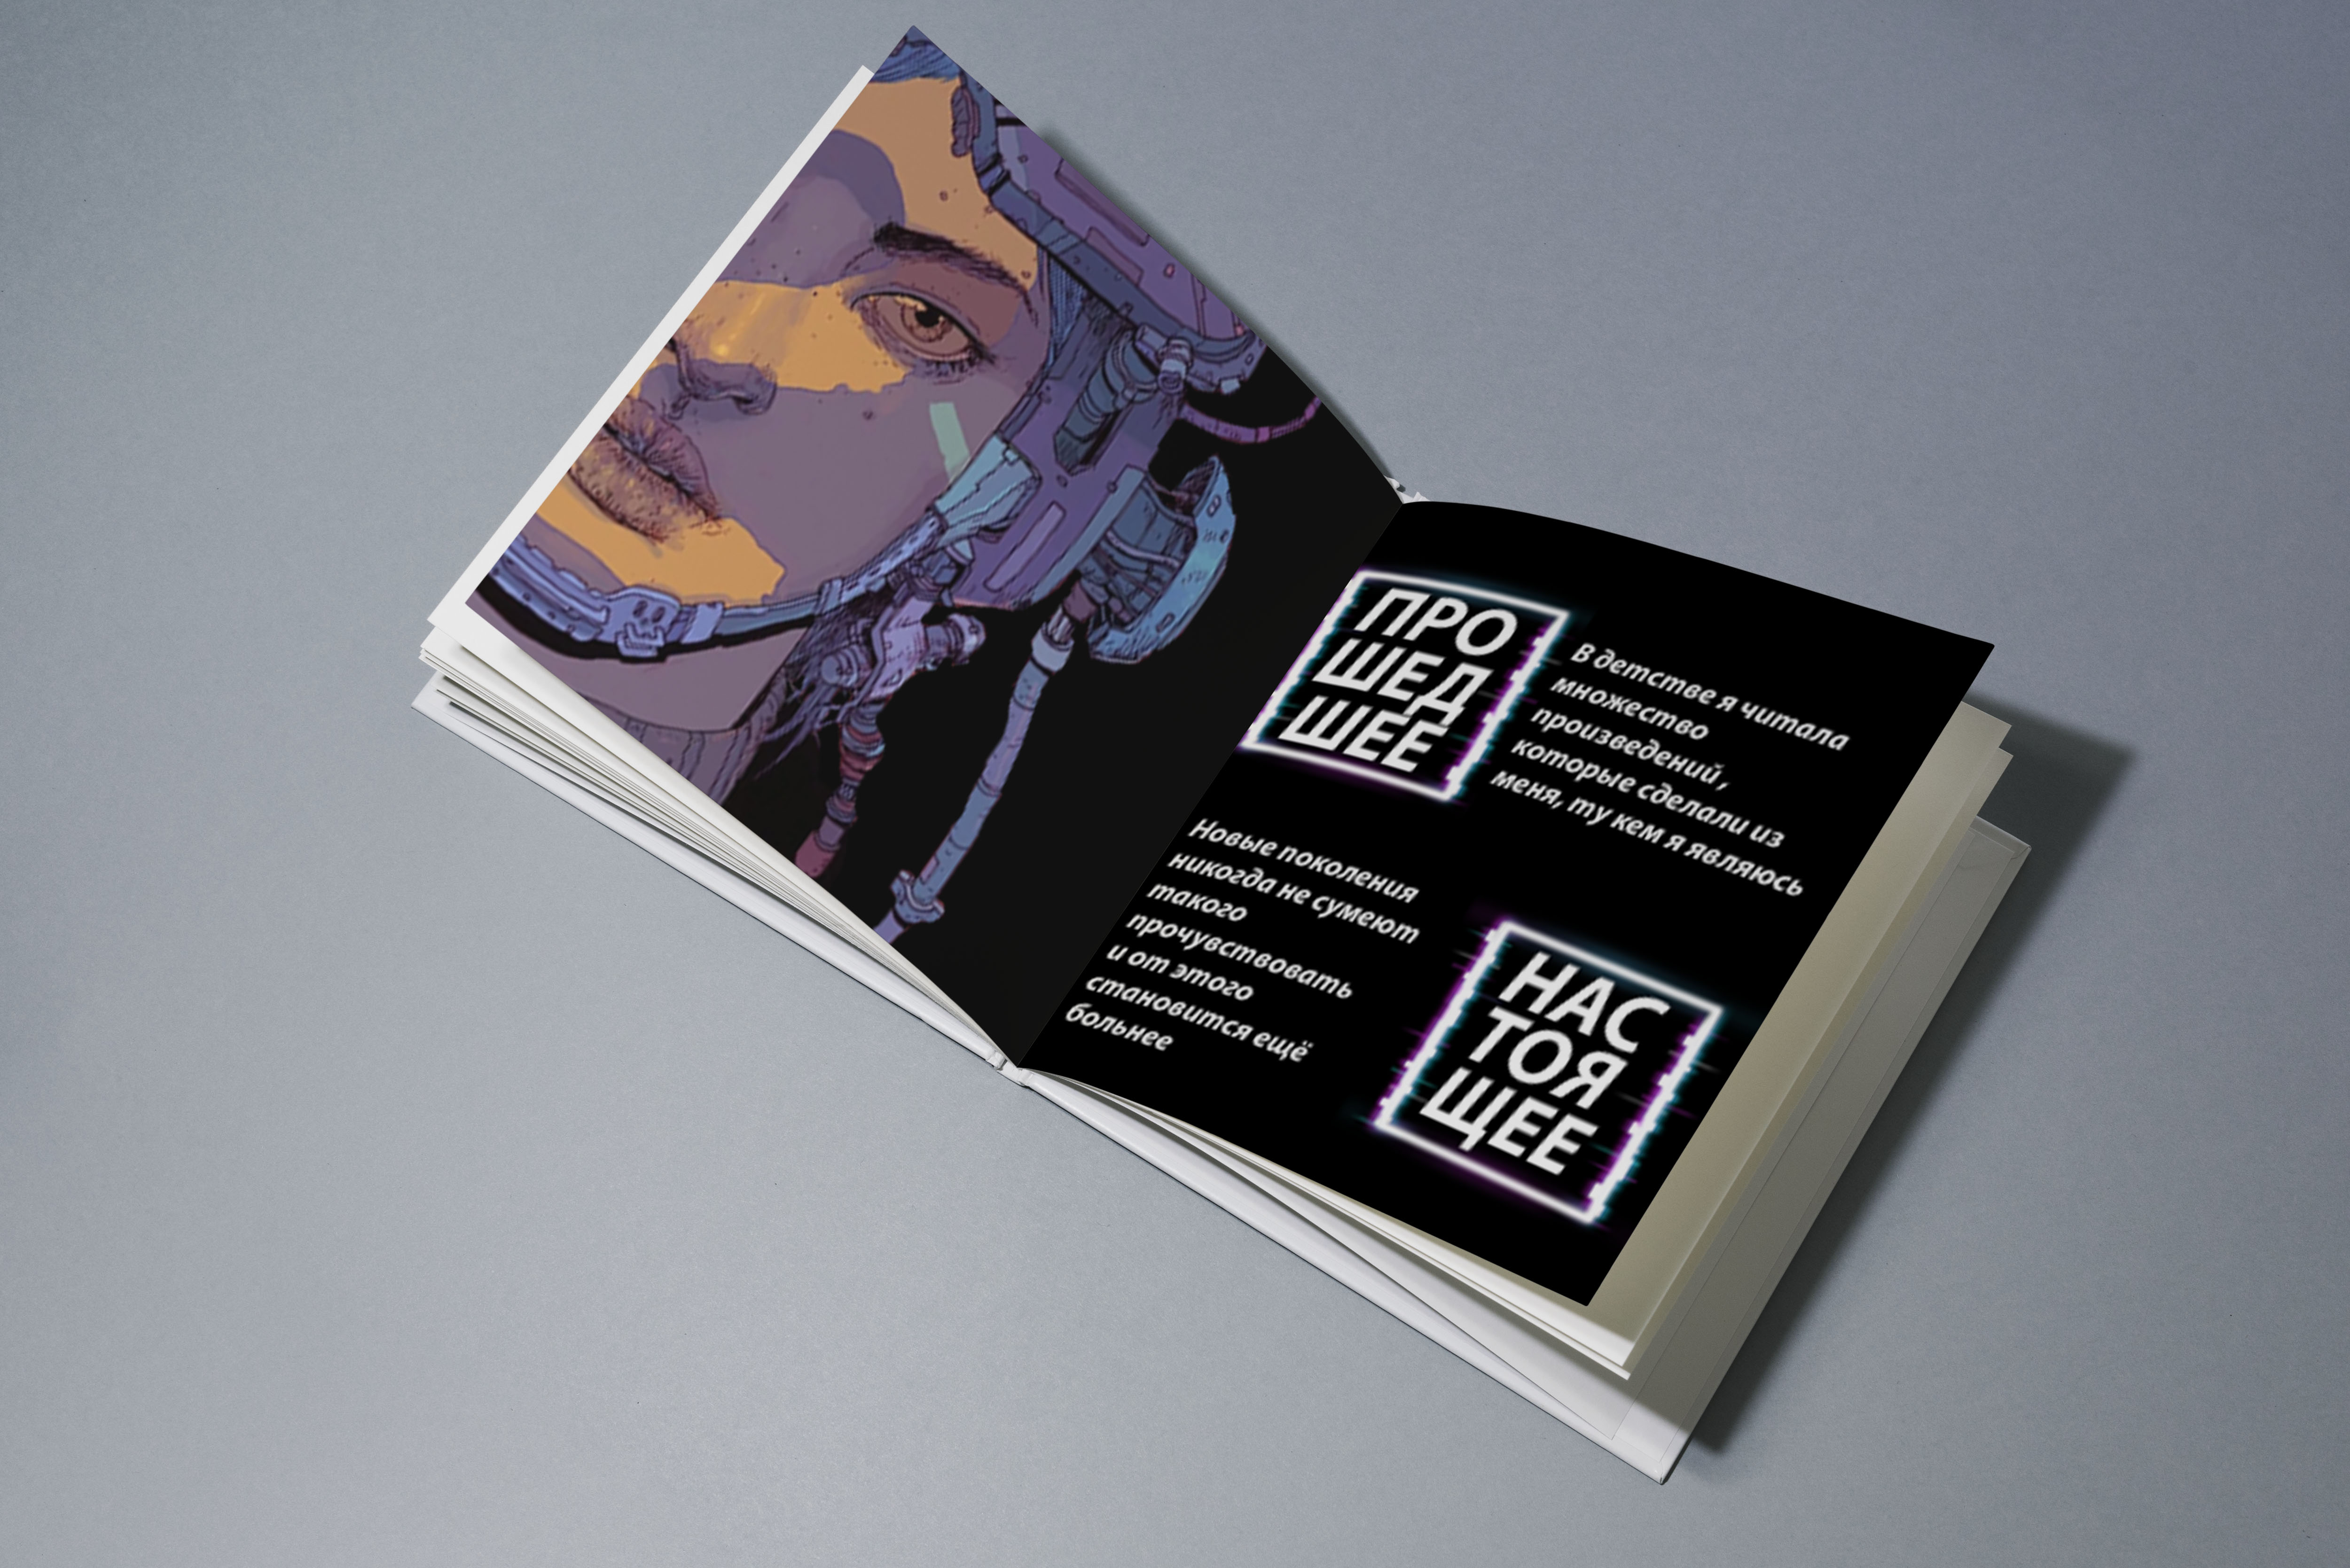 ПРО
ШЕД
ШЕЕ
В детстве я читала
множество
произведений,
которые сделали из
меня, ту кем я являюсь
Новые поколения
никогда не сумеют
такого
прочувствовать
и от этого
становится ещё
больнее
НАС
ТОЯ
ЩЕЕ